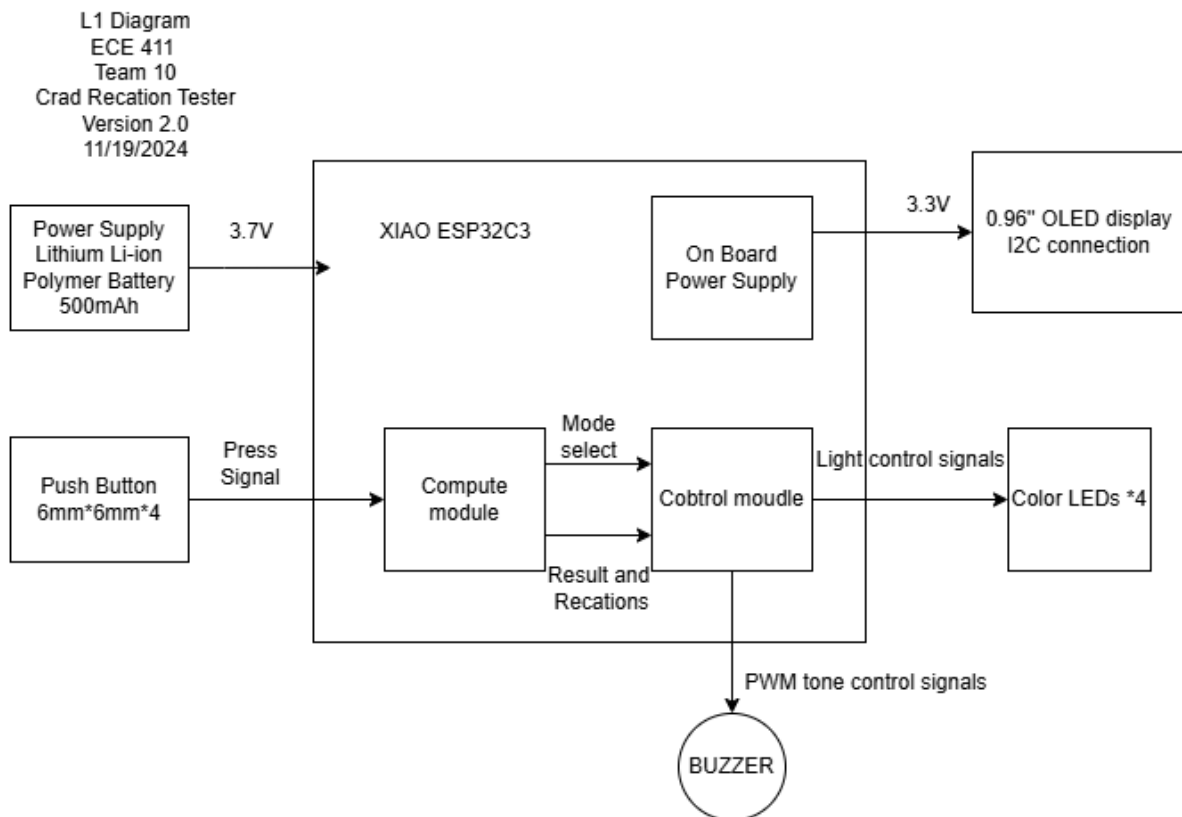 L1 Diagram
ECE 411
Team 10
Crad Recation Tester
Version 2.0
11/19/2024
Power Supply
Lithium Li-ion
Polymer Battery
500mAh
3.7V
XIAO ESP32C3
On Board
Power Supply
3.3V
0.96" OLED display
I2C connection
Push Button
6mm*6mm*4
Press
Signal
Compute
module
Mode
select
Result and
Recations
Cobtrol moudle
Light control signals
Color LEDs *4
PWM tone control signals
BUZZER